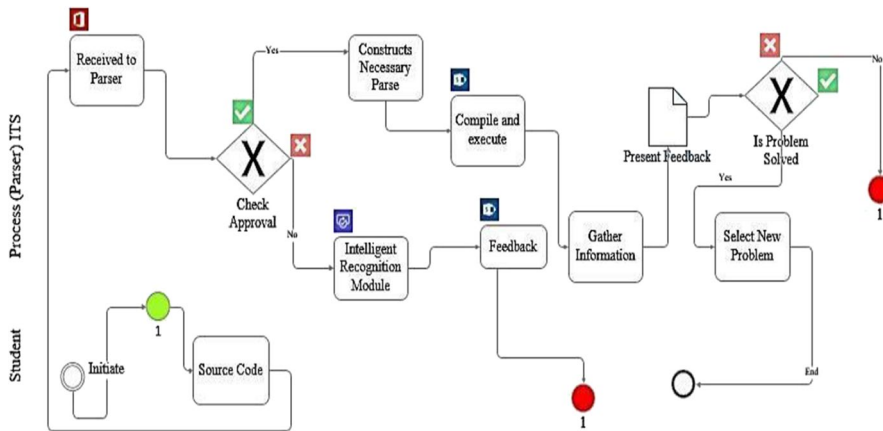 Process (Parser) ITS
Student
Received to
Parser
Yes
Check
Approval
No
Constructs
Necessary
Parse
Compile and
execute
Intelligent
Recognition
Module
Feedback
1
Gather
Information
Present Feedback
Is Problem
Solved
No
1
Yes
Select New
Problem
End
Initiate
1
Source Code